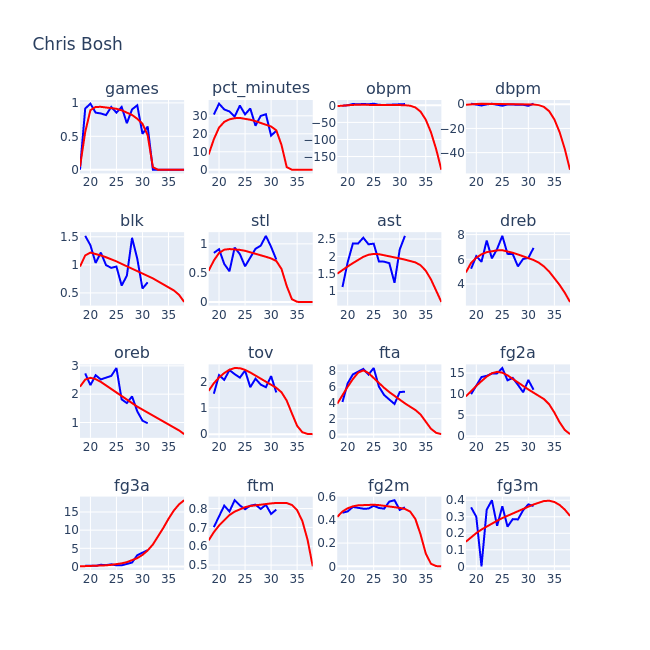 Chris Bosh
games pct_minutes obpm dbpm
1 0.5 0
30 20 10 0
0 −50 −100 −150
0 −20 −40
20 25 30 35 20 25 30 35 20 25 30 35 20 25 30 35
blk stl ast dreb
1.5 1 0.5
1 0.5 0
2.5 2 1.5 1
8 6 4
20 25 30 35 20 25 30 35 20 25 30 35 20 25 30 35
oreb tov fta fg2a
3 2 1
2 1 0
8 6 4 2 0
15 10 5 0
20 25 30 35 20 25 30 35 20 25 30 35 20 25 30 35
fg3a ftm fg2m fg3m
15 10 5 0
0.8 0.7 0.6 0.5
0.6 0.4 0.2 0
0.4 0.3 0.2 0.1 0
20 25 30 35 20 25 30 35 20 25 30 35 20 25 30 35